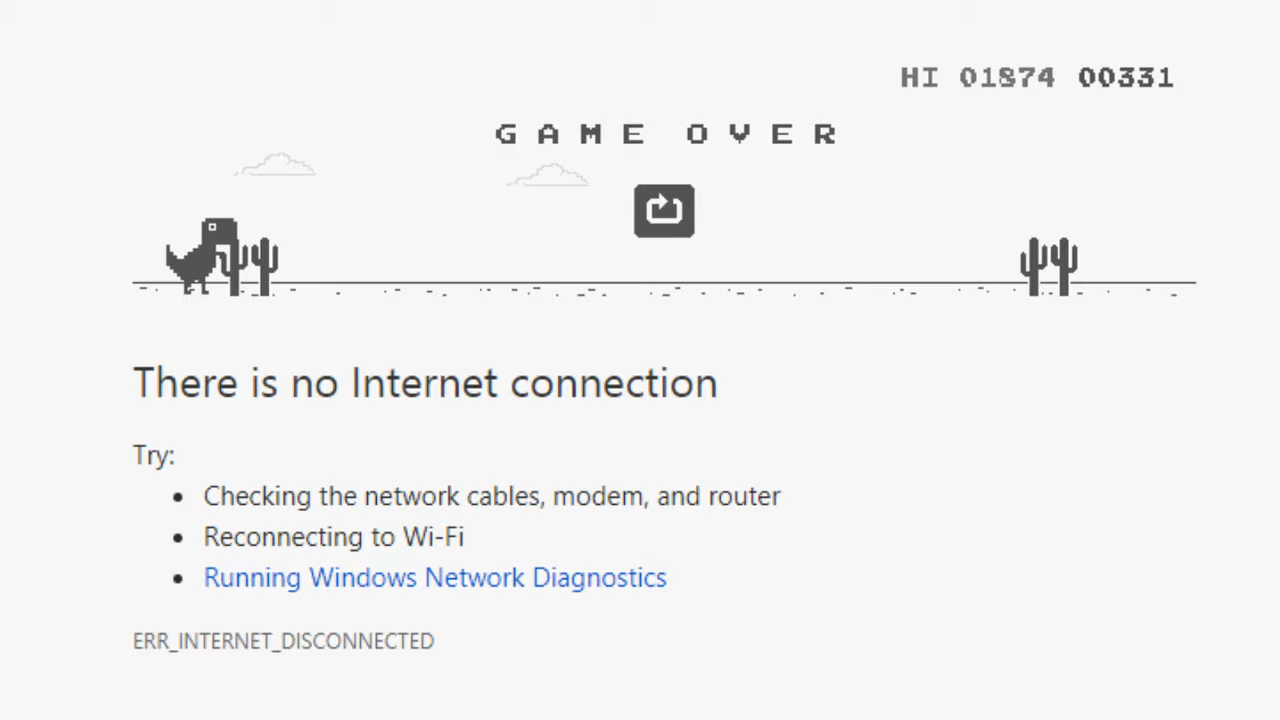 HI 01874 00331
GAME OVER
There is no Internet connection
Try:
• Checking the network cables, modem, and router
• Reconnecting to Wi-Fi
• Running Windows Network Diagnostics
ERR_INTERNET_DISCONNECTED